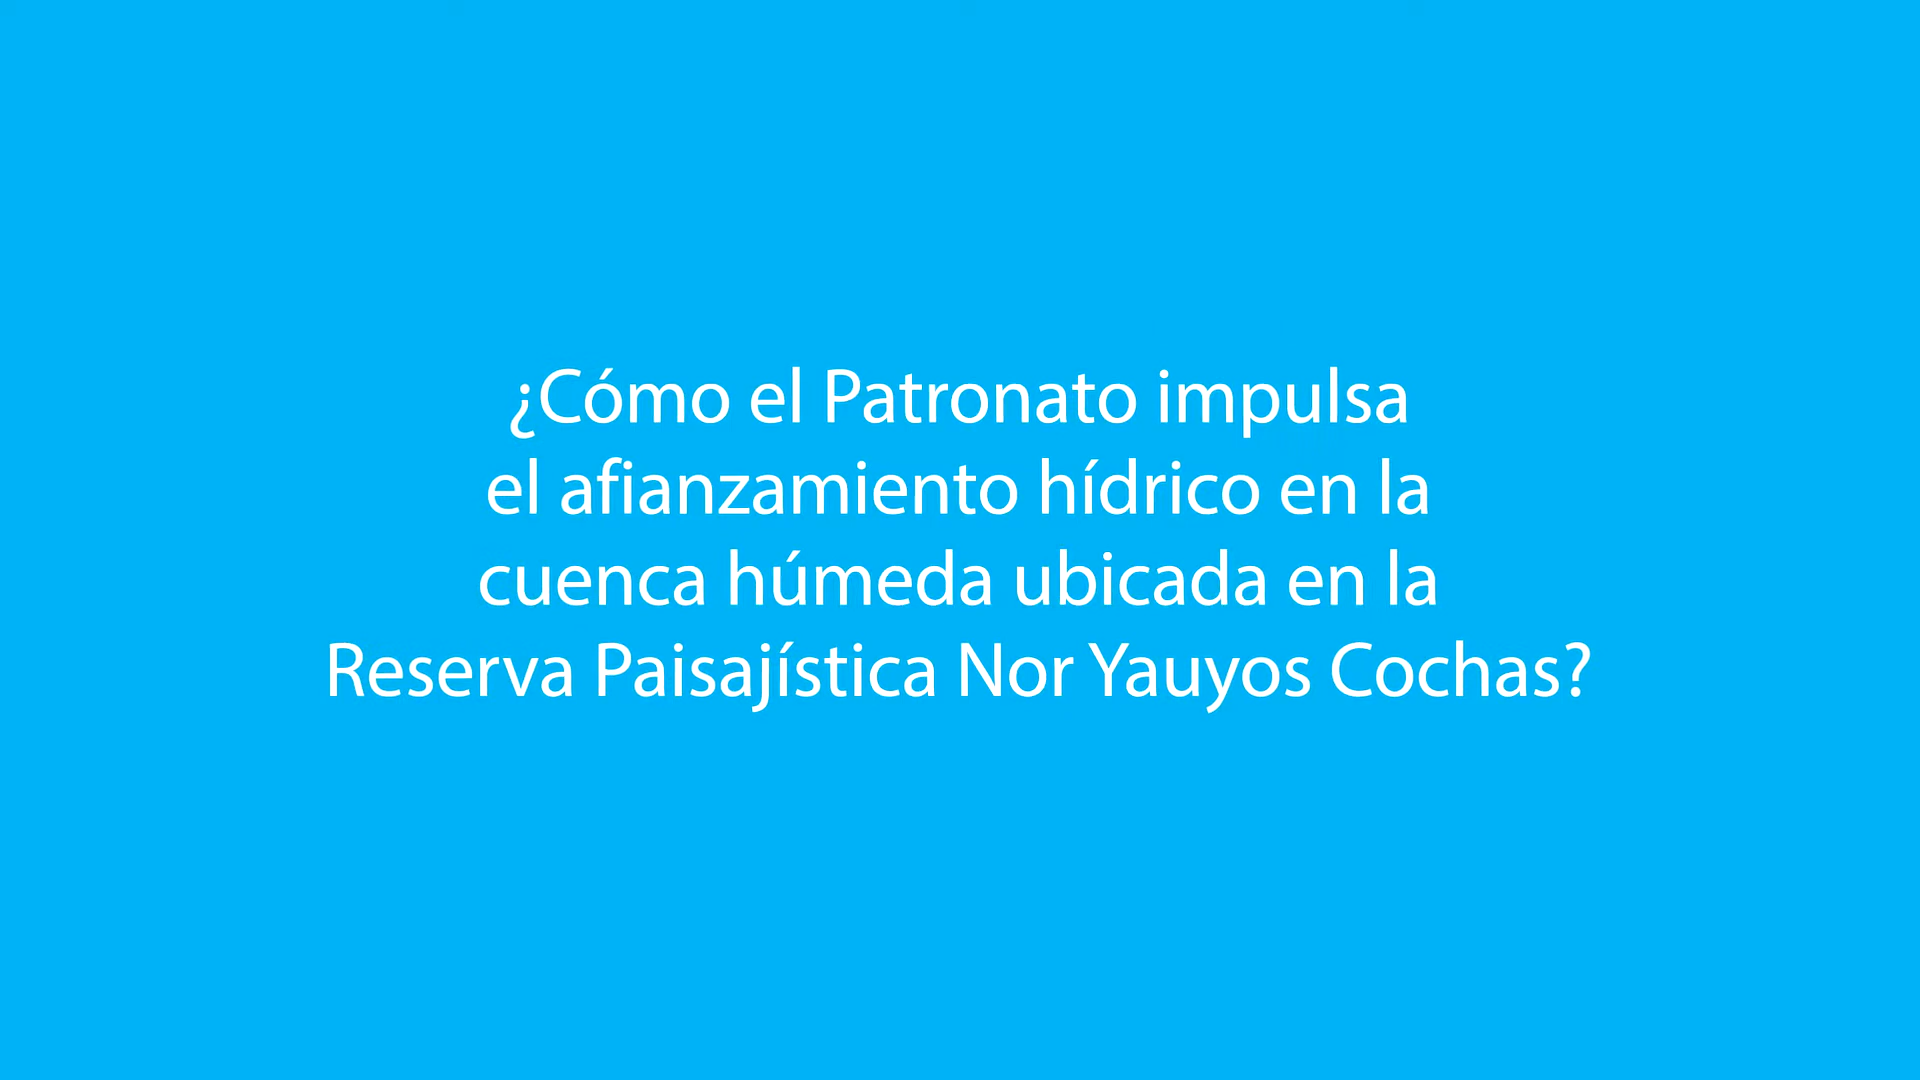 ¿Cómo el Patronato impulsa
el afianzamiento hídrico en la
cuenca húmeda ubicada en la
Reserva Paisajística Nor Yauyos Cochas?